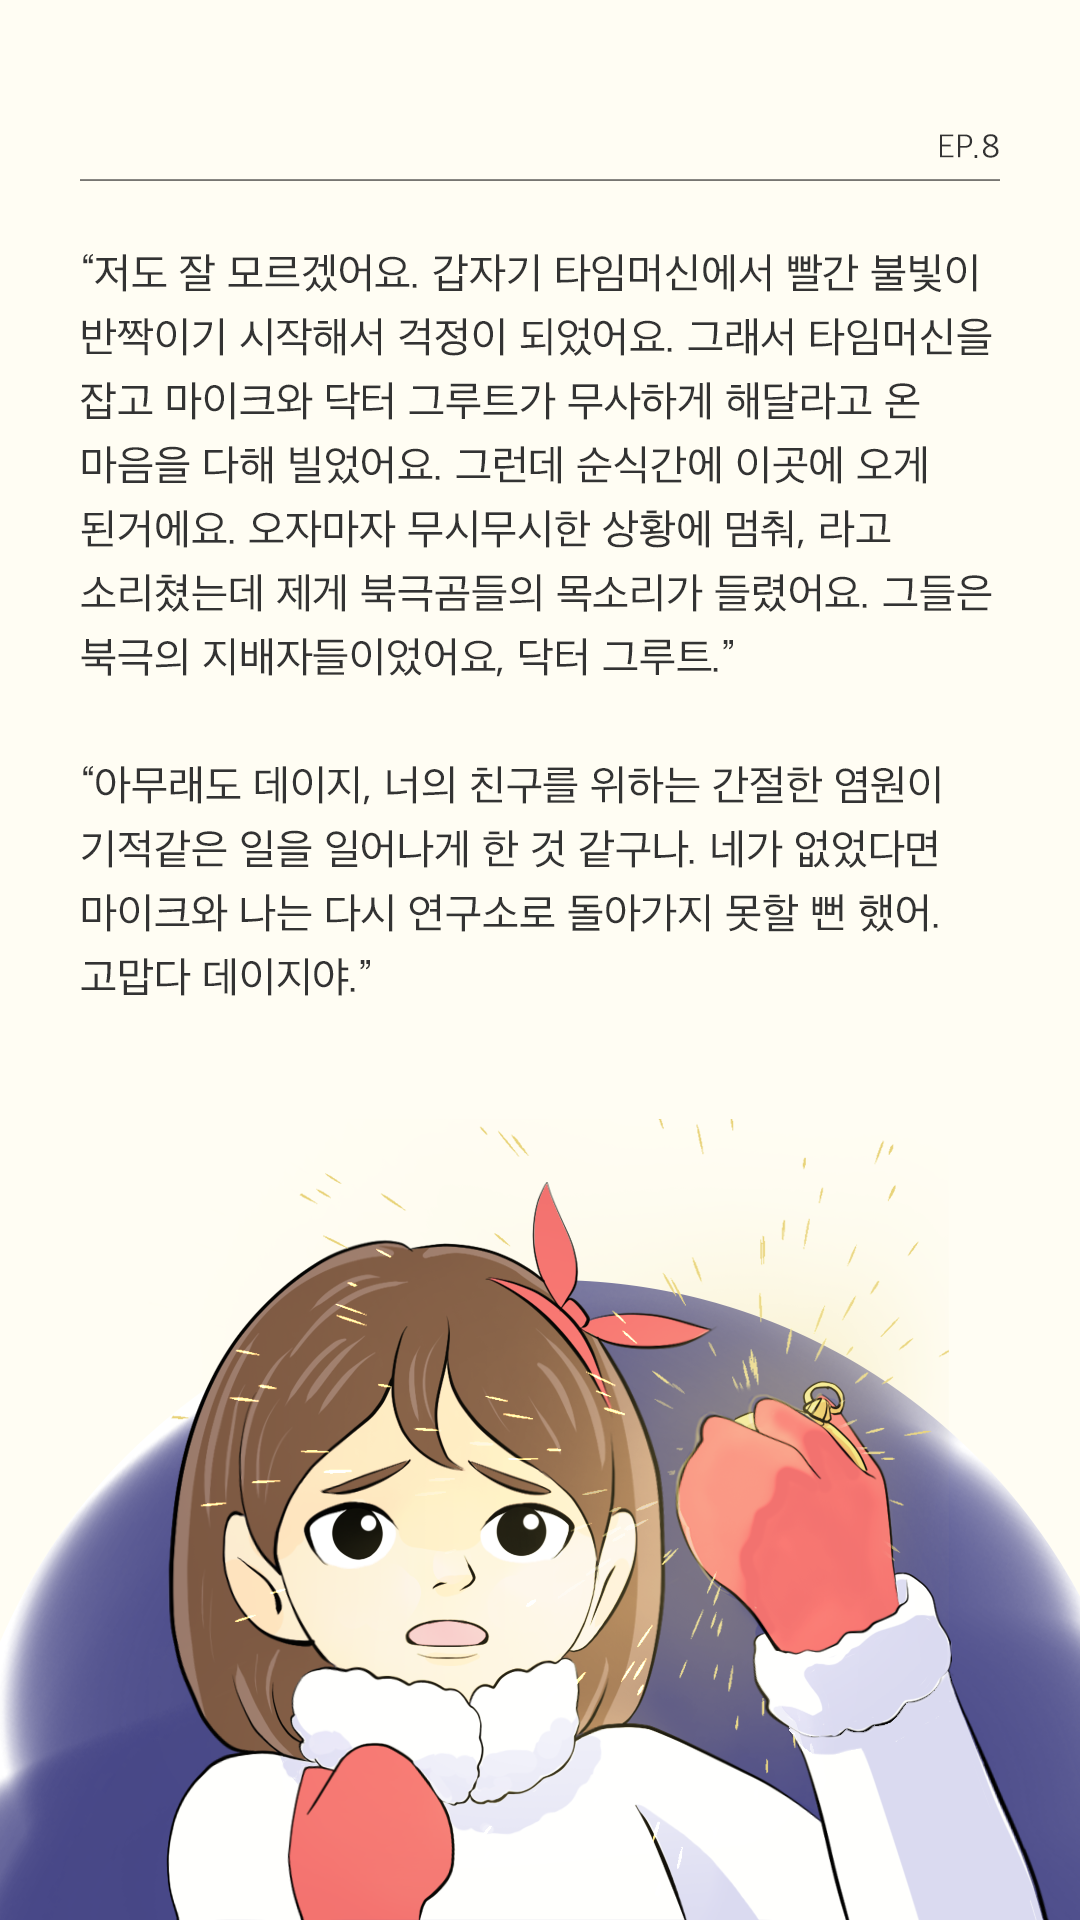 EP.8
“저도 잘 모르겠어요. 갑자기 타임머신에서 빨간 불빛이
반짝이기 시작해서 걱정이 되었어요. 그래서 타임머신을
잡고 마이크와 닥터 그루트가 무사하게 해달라고 온
마음을 다해 빌었어요. 그런데 순식간에 이곳에 오게
된거에요. 오자마자 무시무시한 상황에 멈춰, 라고
소리쳤는데 제게 북극곰들의 목소리가 들렸어요. 그들은
북극의 지배자들이었어요, 닥터 그루트.”
“아무래도 데이지, 너의 친구를 위하는 간절한 염원이
기적같은 일을 일어나게 한 것 같구나. 네가 없었다면
마이크와 나는 다시 연구소로 돌아가지 못할 뻔 했어.
고맙다 데이지야.”